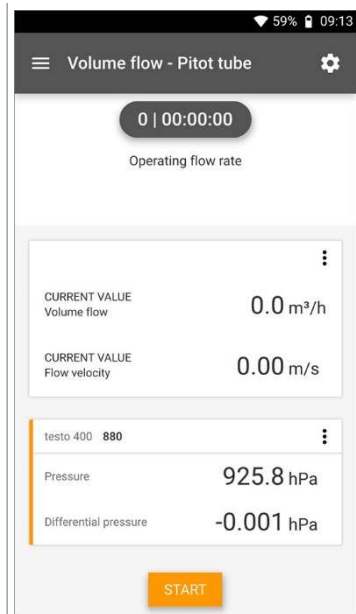 59% 09:13
Volume flow - Pitot tube
0 | 00:00:00
Operating flow rate
CURRENT VALUE
Volume flow
0.0 m³/h
CURRENT VALUE
Flow velocity
0.00 m/s
testo 400 880
Pressure
925.8 hPa
Differential pressure
-0.001 hPa
START